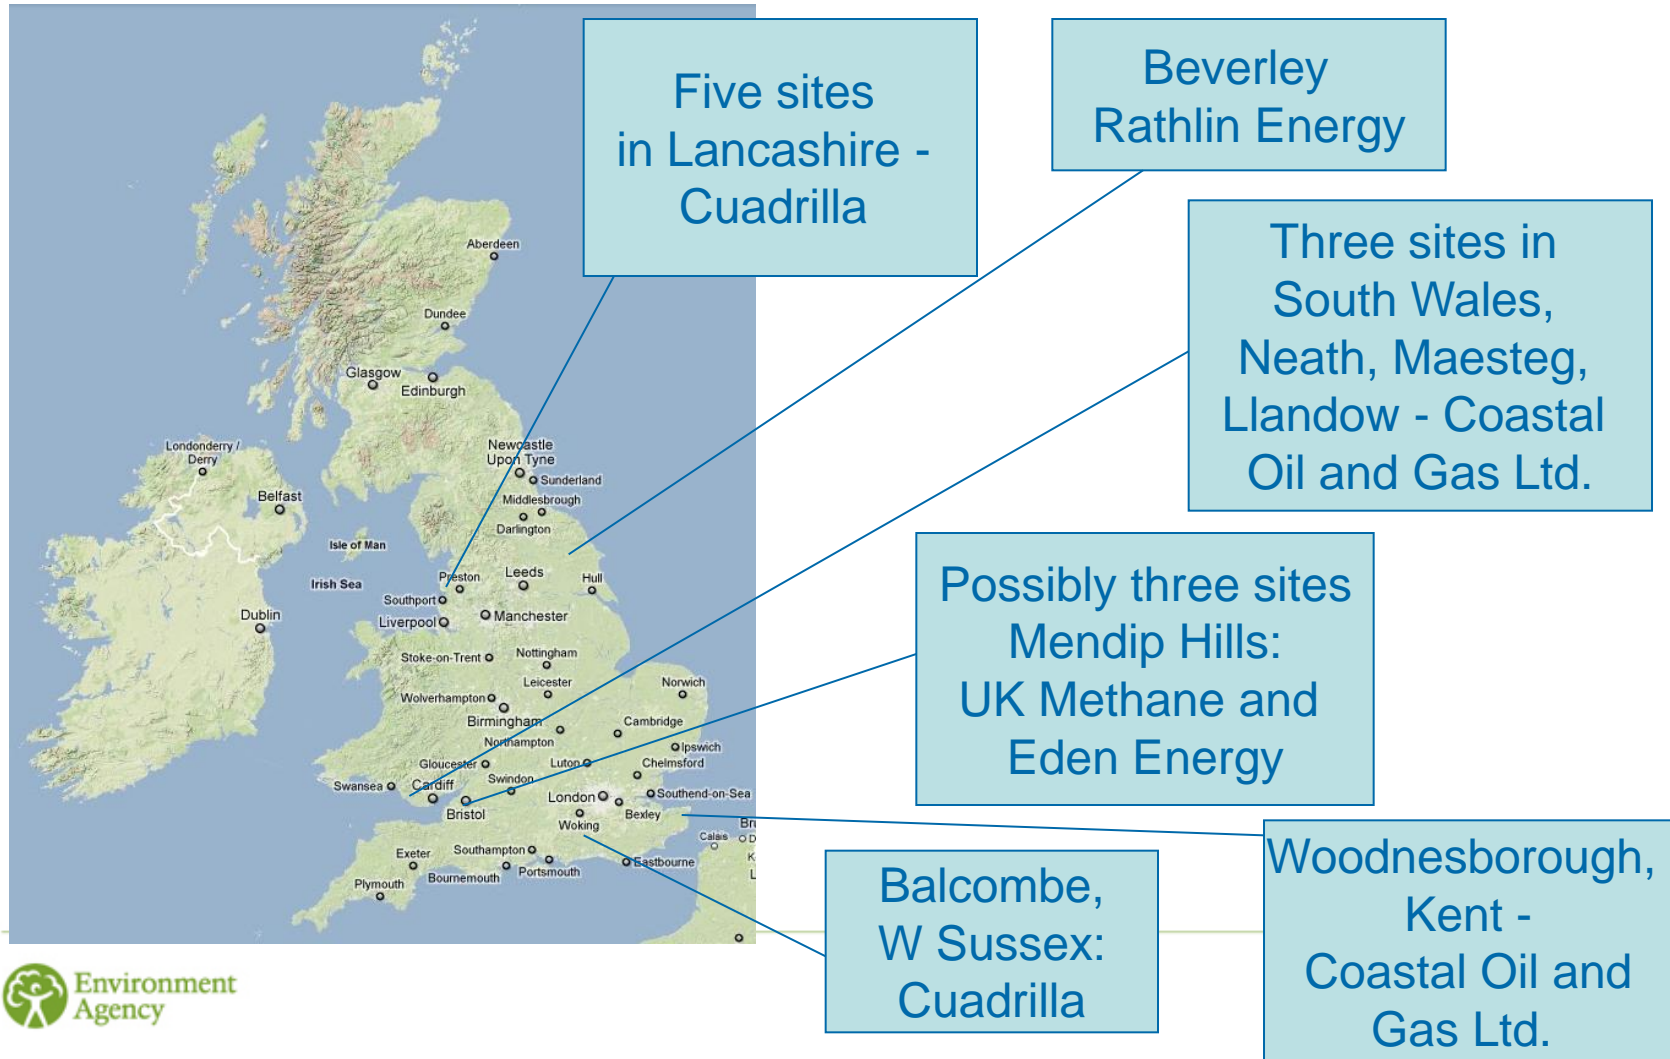 Five sites
in Lancashire -
Cuadrilla
Beverley
Rathlin Energy
Three sites in
South Wales,
Neath, Maesteg,
Llandow - Coastal
Oil and Gas Ltd.
Possibly three sites
Mendip Hills:
UK Methane and
Eden Energy
Balcombe,
W Sussex:
Cuadrilla
Woodnesborough,
Kent -
Coastal Oil and
Gas Ltd.
Aberdeen
Dundee
Glasgow
Edinburgh
Londonderry /
Derry
Belfast
Newcastle
Upon Tyne
Sunderland
Middlesbrough
Darlington
Isle of Man
Irish Sea
Preston
Leeds
Hull
Southport
Dublin
Liverpool
Manchester
Stoke-on-Trent
Nottingham
Leicester
Norwich
Wolverhampton
Birmingham
Cambridge
Northampton
Ipswich
Gloucester
Luton
Chelmsford
Swansea
Cardiff
Swindon
London
Southend-on-Sea
Bristol
Bexley
Woking
Calais
Exeter
Southampton
Eastbourne
Plymouth
Bournemouth
Portsmouth
Environment
Agency